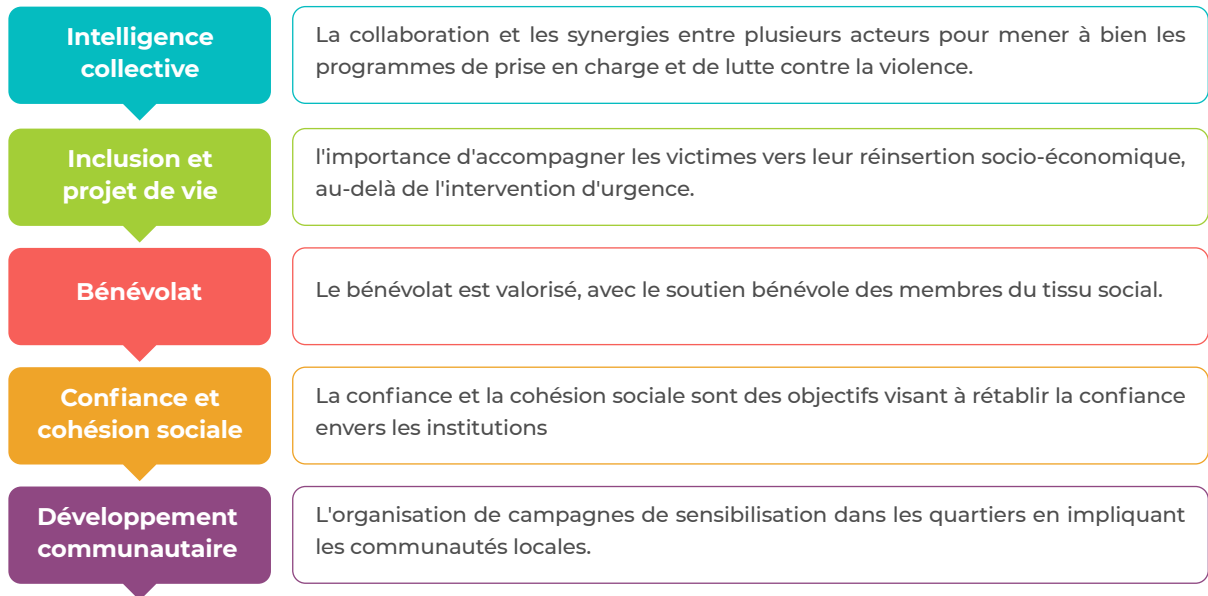 Intelligence
collective
La collaboration et les synergies entre plusieurs acteurs pour mener à bien les
programmes de prise en charge et de lutte contre la violence.
Inclusion et
projet de vie
l'importance d'accompagner les victimes vers leur réinsertion socio-économique,
au-delà de l'intervention d'urgence.
Bénévolat
Le bénévolat est valorisé, avec le soutien bénévole des membres du tissu social.
Confiance et
cohésion sociale
La confiance et la cohésion sociale sont des objectifs visant à rétablir la confiance
envers les institutions
Développement
communautaire
L'organisation de campagnes de sensibilisation dans les quartiers en impliquant
les communautés locales.